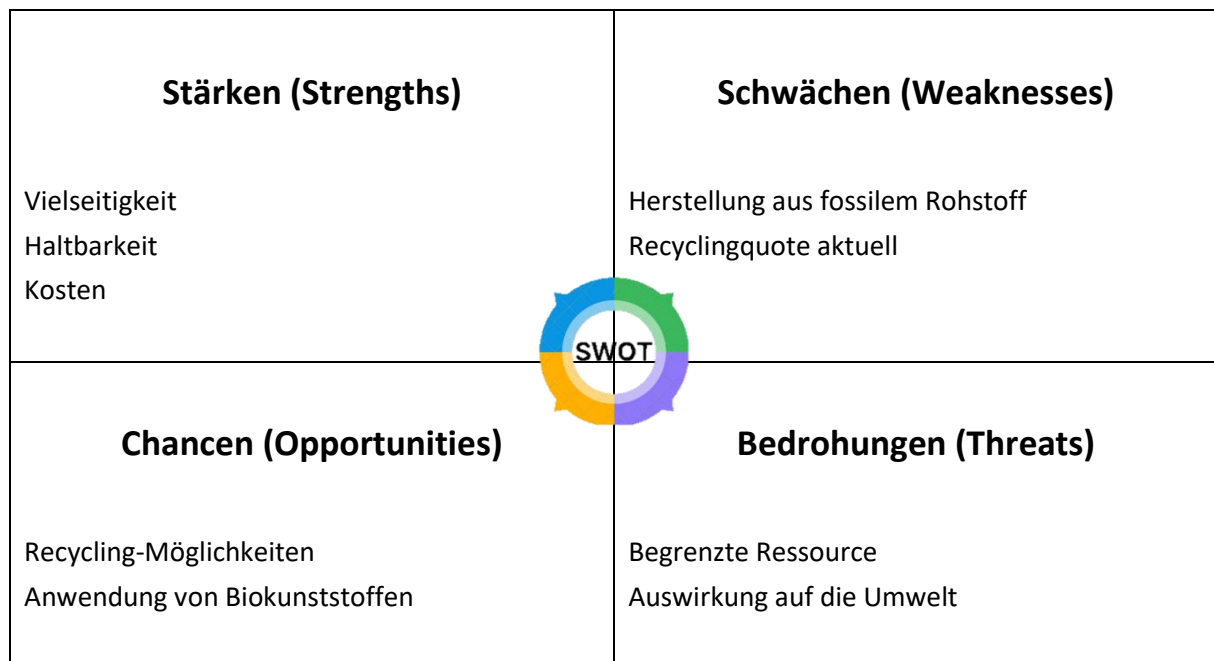 Stärken (Strengths)
Vielseitigkeit
Haltbarkeit
Kosten
Schwächen (Weaknesses)
Herstellung aus fossilem Rohstoff
Recyclingquote aktuell
SWOT
Chancen (Opportunities)
Recycling-Möglichkeiten
Anwendung von Biokunststoffen
Bedrohungen (Threats)
Begrenzte Ressource
Auswirkung auf die Umwelt